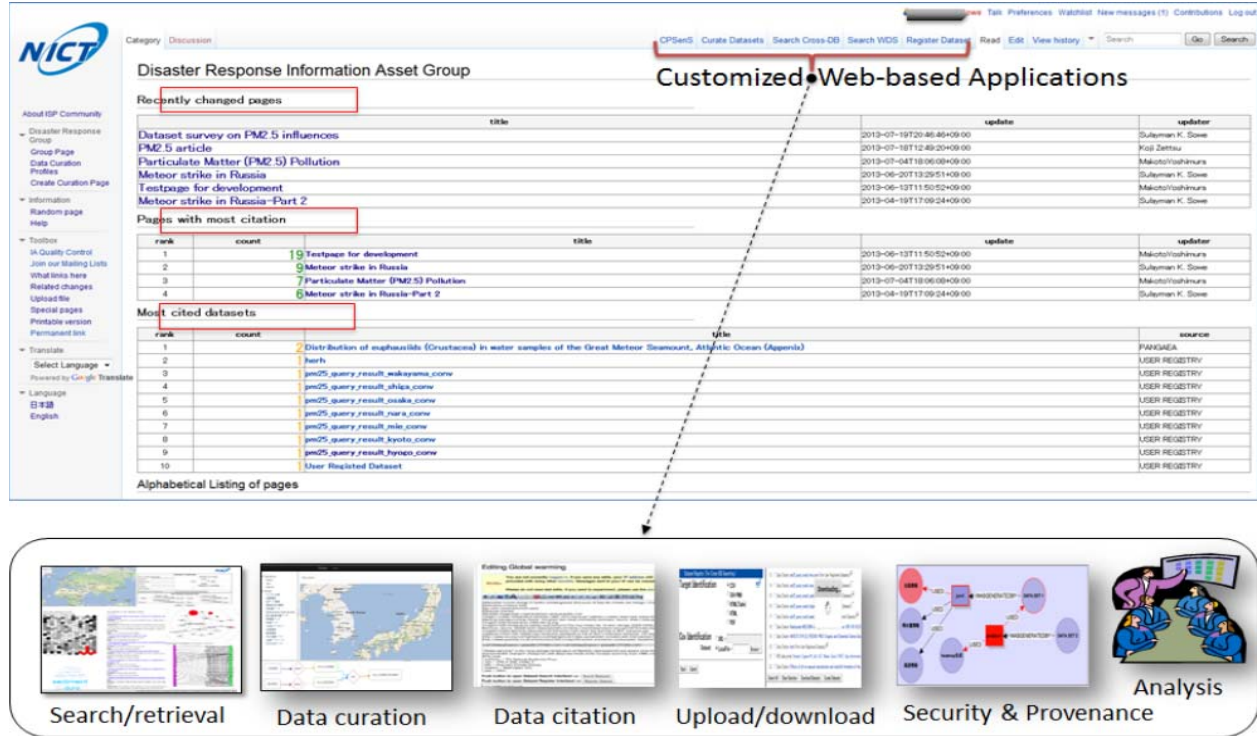 Talk Preferences Watchlist New messages (1) Contributions Log out
NICT
Category Discussion
CPSenS Curate Datasets Search Cross-DB Search WDS Register Dataset Read Edit View history Search Go Search
Customized Web-based Applications
Disaster Response Information Asset Group
Recently changed pages
title update updater
Dataset survey on PM2.5 influences 2013-07-19T20:46:46+09:00 Sulayman K. Sowe
PM2.5 article 2013-07-18T12:49:20+09:00 Koji Zettsu
Particulate Matter (PM2.5) Pollution 2013-07-04T18:06:08+09:00 MakotoYoshimura
Meteor strike in Russia 2013-06-20T13:29:51+09:00 Sulayman K. Sowe
Testpage for development 2013-06-13T11:50:52+09:00 MakotoYoshimura
Meteor strike in Russia-Part 2 2013-04-19T17:09:24+09:00 Sulayman K. Sowe
Pages with most citation
rank count title update updater
1 19 Testpage for development 2013-06-13T11:50:52+09:00 MakotoYoshimura
2 9 Meteor strike in Russia 2013-06-20T13:29:51+09:00 Sulayman K. Sowe
3 7 Particulate Matter (PM2.5) Pollution 2013-07-04T18:06:08+09:00 MakotoYoshimura
4 6 Meteor strike in Russia-Part 2 2013-04-19T17:09:24+09:00 Sulayman K. Sowe
Most cited datasets
rank count title source
1 2 Distribution of euphausiids (Crustacea) in water samples of the Great Meteor Seamount, Atlantic Ocean (Appenix) PANGAEA
2 1 herh USER REGISTRY
3 1 pm25_query_result_wakayama_conv USER REGISTRY
4 1 pm25_query_result_shiga_conv USER REGISTRY
5 1 pm25_query_result_osaka_conv USER REGISTRY
6 1 pm25_query_result_nara_conv USER REGISTRY
7 1 pm25_query_result_mie_conv USER REGISTRY
8 1 pm25_query_result_kyoto_conv USER REGISTRY
9 1 pm25_query_result_hyogo_conv USER REGISTRY
10 1 User Registed Dataset USER REGISTRY
Alphabetical Listing of pages
About ISP Community
Disaster Response
Group
Group Page
Data Curation
Profiles
Create Curation Page
Information
Random page
Help
Toolbox
IA Quality Control
Join our Mailing Lists
What links here
Related changes
Upload file
Special pages
Printable version
Permanent link
Translate
Select Language
Powered by Google Translate
Language
日本語
English
Editing Global warming
Target Identification
Downloading...
Search/retrieval
Data curation
Data citation
Upload/download
Security & Provenance
Analysis